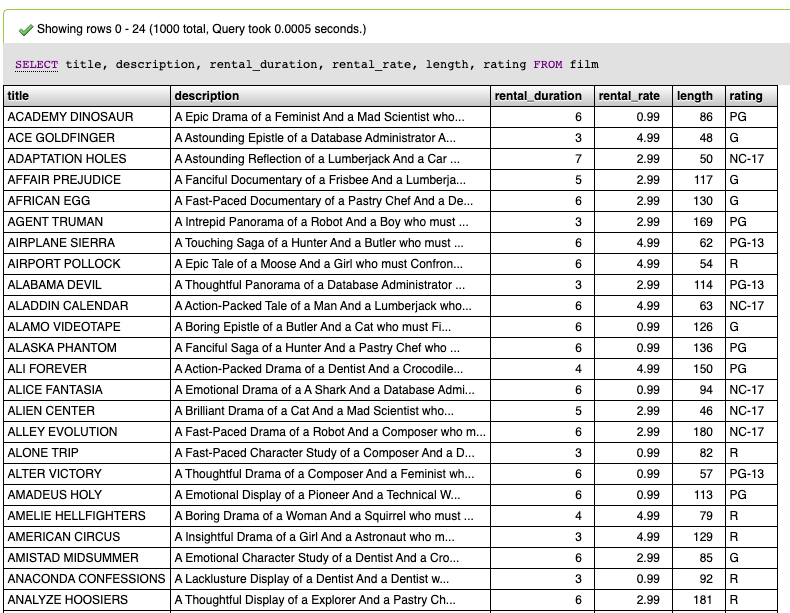 Showing rows 0 - 24 (1000 total, Query took 0.0005 seconds.)
SELECT title, description, rental_duration, rental_rate, length, rating FROM film
title description rental_duration rental_rate length rating
ACADEMY DINOSAUR A Epic Drama of a Feminist And a Mad Scientist who... 6 0.99 86 PG
ACE GOLDFINGER A Astounding Epistle of a Database Administrator A... 3 4.99 48 G
ADAPTATION HOLES A Astounding Reflection of a Lumberjack And a Car ... 7 2.99 50 NC-17
AFFAIR PREJUDICE A Fanciful Documentary of a Frisbee And a Lumberja... 5 2.99 117 G
AFRICAN EGG A Fast-Paced Documentary of a Pastry Chef And a De... 6 2.99 130 G
AGENT TRUMAN A Intrepid Panorama of a Robot And a Boy who must ... 3 2.99 169 PG
AIRPLANE SIERRA A Touching Saga of a Hunter And a Butler who must ... 6 4.99 62 PG-13
AIRPORT POLLOCK A Epic Tale of a Moose And a Girl who must Confron... 6 4.99 54 R
ALABAMA DEVIL A Thoughtful Panorama of a Database Administrator ... 3 2.99 114 PG-13
ALADDIN CALENDAR A Action-Packed Tale of a Man And a Lumberjack who... 6 4.99 63 NC-17
ALAMO VIDEOTAPE A Boring Epistle of a Butler And a Cat who must Fi... 6 0.99 126 G
ALASKA PHANTOM A Fanciful Saga of a Hunter And a Pastry Chef who ... 6 0.99 136 PG
ALI FOREVER A Action-Packed Drama of a Dentist And a Crocodile... 4 4.99 150 PG
ALICE FANTASIA A Emotional Drama of a A Shark And a Database Admi... 6 0.99 94 NC-17
ALIEN CENTER A Brilliant Drama of a Cat And a Mad Scientist who... 5 2.99 46 NC-17
ALLEY EVOLUTION A Fast-Paced Drama of a Robot And a Composer who m... 6 2.99 180 NC-17
ALONE TRIP A Fast-Paced Character Study of a Composer And a D... 3 0.99 82 R
ALTER VICTORY A Thoughtful Drama of a Composer And a Feminist wh... 6 0.99 57 PG-13
AMADEUS HOLY A Emotional Display of a Pioneer And a Technical W... 6 0.99 113 PG
AMELIE HELLFIGHTERS A Boring Drama of a Woman And a Squirrel who must ... 4 4.99 79 R
AMERICAN CIRCUS A Insightful Drama of a Girl And a Astronaut who m... 3 4.99 129 R
AMISTAD MIDSUMMER A Emotional Character Study of a Dentist And a Cro... 6 2.99 85 G
ANACONDA CONFESSIONS A Lacklusture Display of a Dentist And a Dentist w... 3 0.99 92 R
ANALYZE HOOSIERS A Thoughtful Display of a Explorer And a Pastry Ch... 6 2.99 181 R